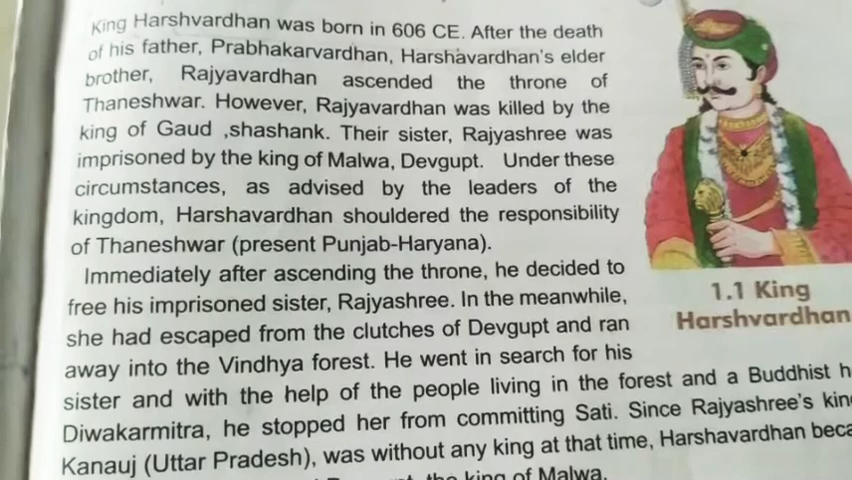 King Harshvardhan was born in 606 CE. After the death
of his father, Prabhakarvardhan, Harshavardhan's elder
brother, Rajyavardhan ascended the throne of
Thaneshwar. However, Rajyavardhan was killed by the
king of Gaud ,shashank. Their sister, Rajyashree was
imprisoned by the king of Malwa, Devgupt. Under these
circumstances, as advised by the leaders of the
kingdom, Harshavardhan shouldered the responsibility
of Thaneshwar (present Punjab-Haryana).
Immediately after ascending the throne, he decided to
free his imprisoned sister, Rajyashree. In the meanwhile,
she had escaped from the clutches of Devgupt and ran
away into the Vindhya forest. He went in search for his
sister and with the help of the people living in the forest and a Buddhist
Diwakarmitra, he stopped her from committing Sati. Since Rajyashree's
Kanauj (Uttar Pradesh), was without any king at that time, Harshavardhan
the king of Malwa.
1.1 King
Harshvardhan